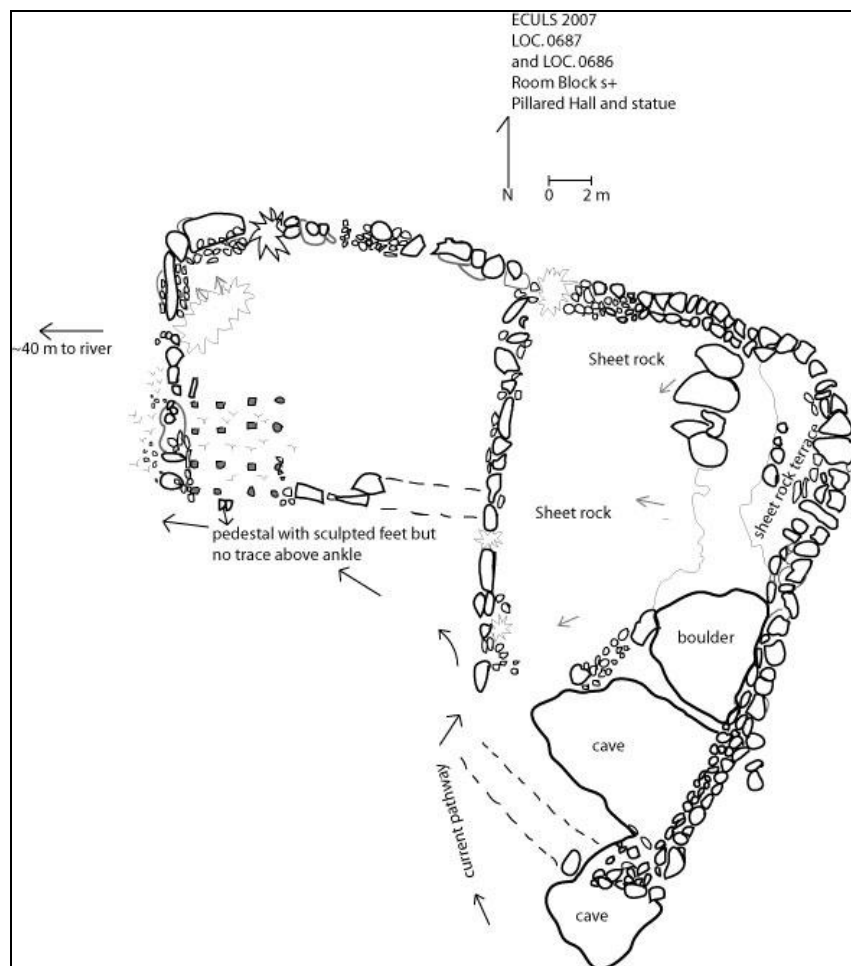 ECULS 2007
LOC. 0687
and LOC. 0686
Room Block s+
Pillared Hall and statue
N
0 2 m
~40 m to river
Sheet rock
sheet rock terrace
Sheet rock
pedestal with sculpted feet but
no trace above ankle
boulder
cave
current pathway
cave